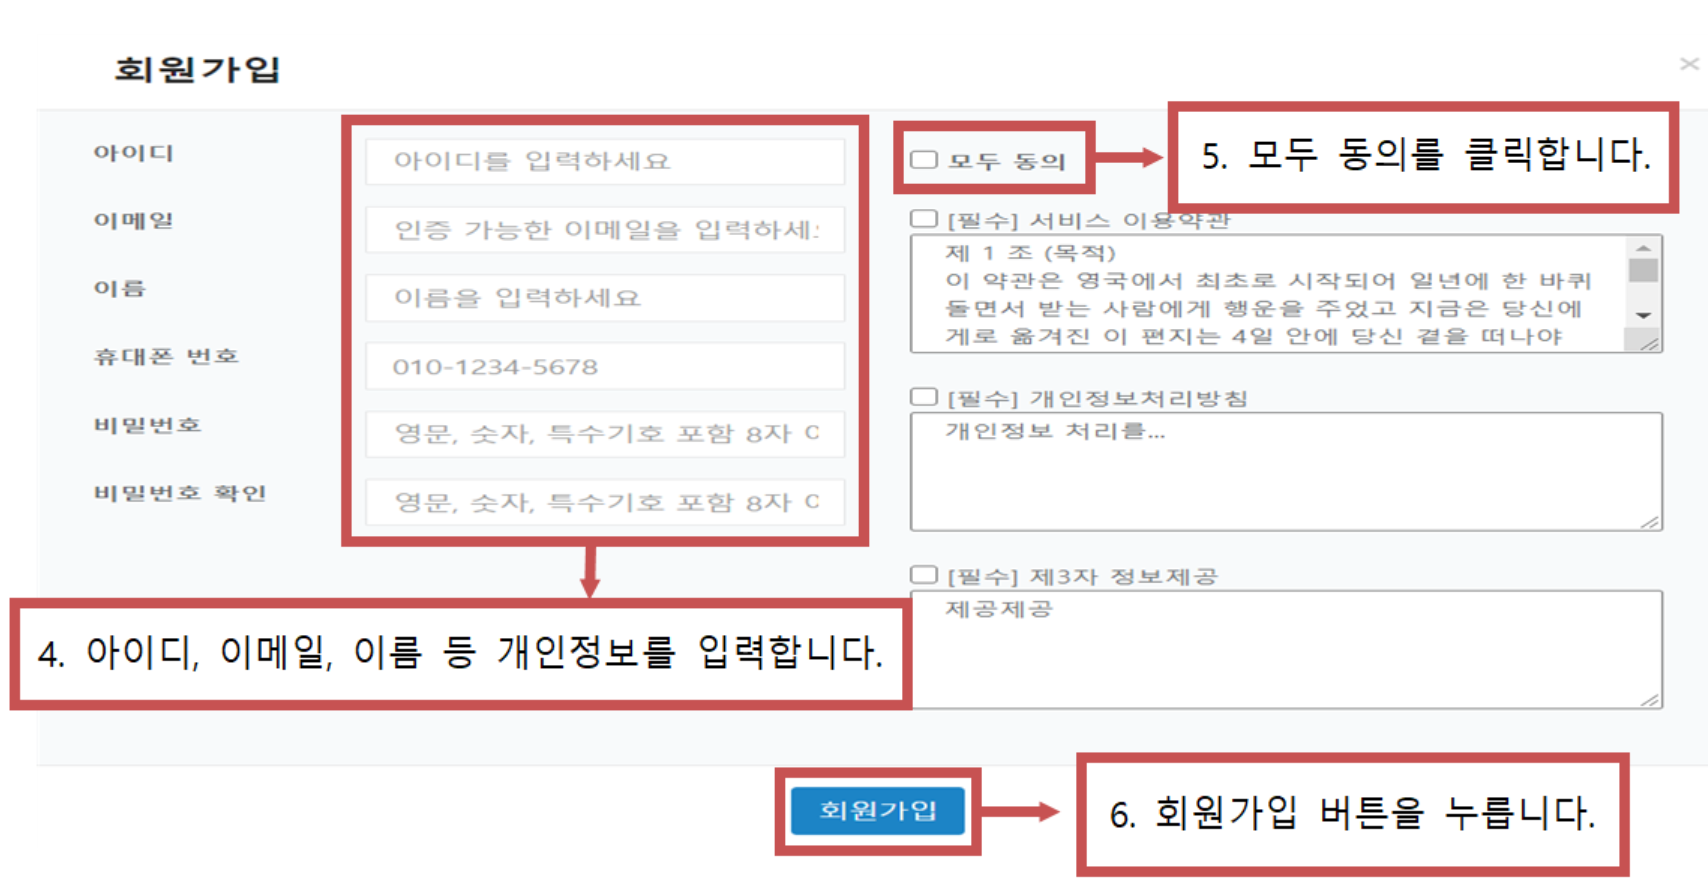 회원가입
×
아이디
아이디를 입력하세요
이메일
인증 가능한 이메일을 입력하세
이름
이름을 입력하세요
휴대폰 번호
010-1234-5678
비밀번호
영문, 숫자, 특수기호 포함 8자
비밀번호 확인
영문, 숫자, 특수기호 포함 8자
4. 아이디, 이메일, 이름 등 개인정보를 입력합니다.
모두 동의
5. 모두 동의를 클릭합니다.
[필수] 서비스 이용약관
제 1 조 (목적)
이 약관은 영국에서 최초로 시작되어 일년에 한 바퀴
돌면서 받는 사람에게 행운을 주었고 지금은 당신에
게로 옮겨진 이 편지는 4일 안에 당신 곁을 떠나야
[필수] 개인정보처리방침
개인정보 처리를...
[필수] 제3자 정보제공
제공제공
회원가입
6. 회원가입 버튼을 누릅니다.